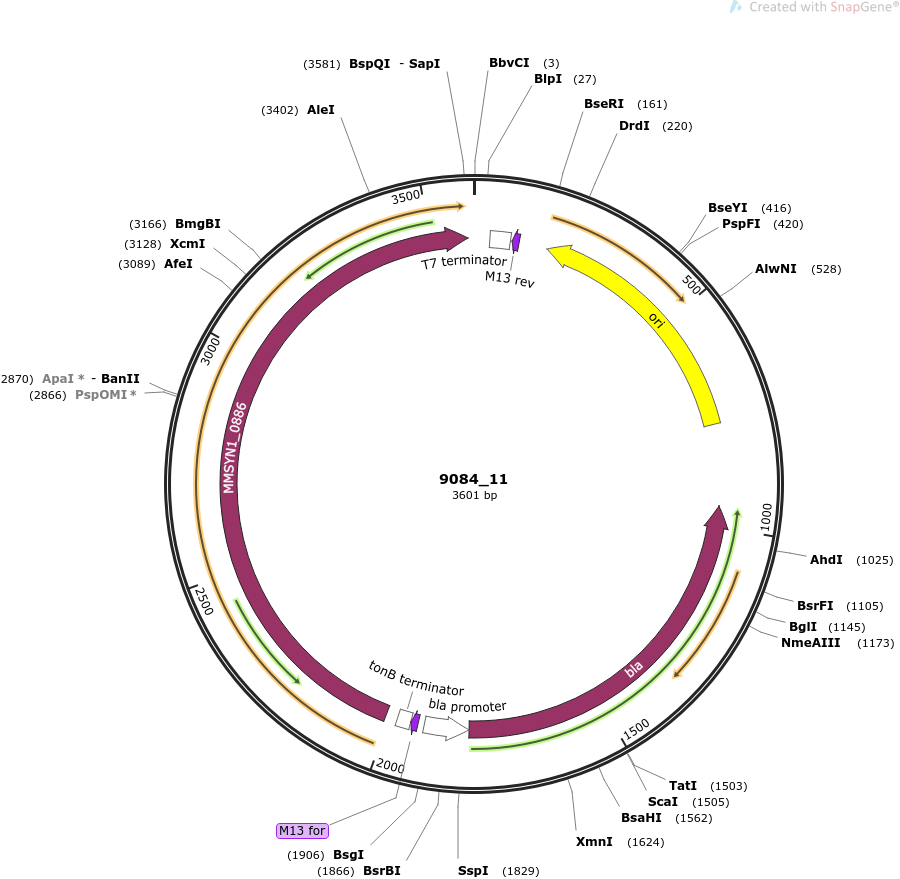 Created with SnapGene®
(3581) BspQI - SapI
BbvCI (3)
BlpI (27)
(3402) AleI
BseRI (161)
DrdI (220)
(3166) BmgBI
(3128) XcmI
(3089) AfeI
BseYI (416)
PspFI (420)
AlwNI (528)
3500
500
3000
1000
2500
1500
2000
T7 terminator
M13 rev
ori
2870) ApaI * - BanII
(2866) PspOMI *
MMSYN1_0886
9084_11
3601 bp
AhdI (1025)
BsrFI (1105)
BglI (1145)
NmeAIII (1173)
tonB terminator
bla promoter
bla
TatI (1503)
ScaI (1505)
BsaHI (1562)
XmnI (1624)
M13 for
(1906) BsgI
(1866) BsrBI
SspI (1829)